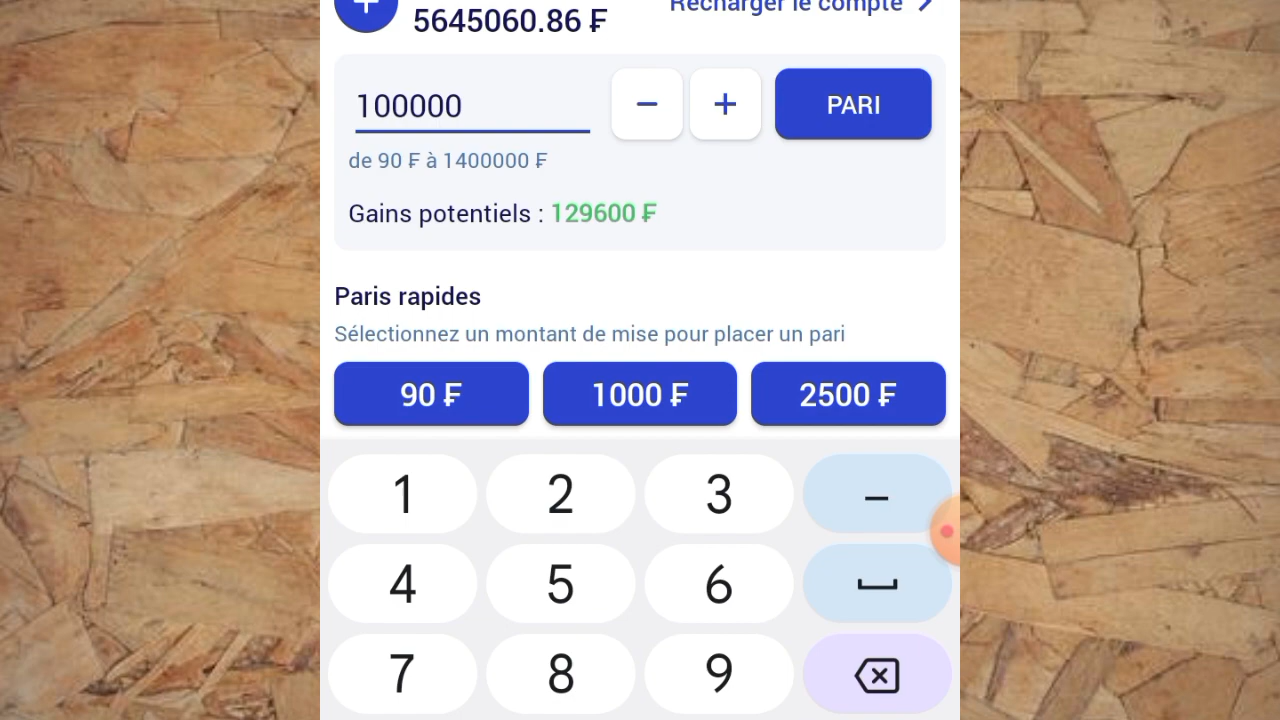 Recharger le compte
5645060.86 ₣
100000
PARI
de 90 ₣ à 1400000 ₣
Gains potentiels : 129600 ₣
Paris rapides
Sélectionnez un montant de mise pour placer un pari
90 ₣ 1000 ₣ 2500 ₣
1 2 3 –
4 5 6
7 8 9